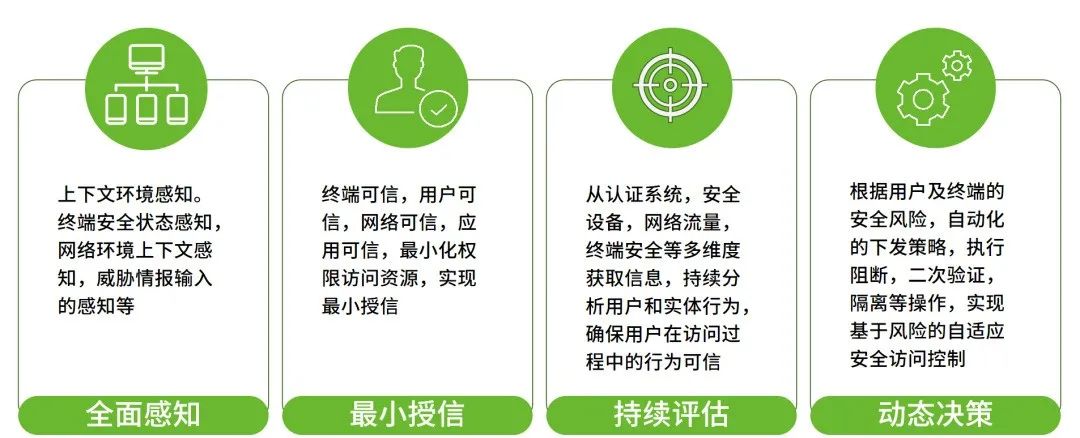 上下文环境感知。
终端安全状态感知，
网络环境上下文感
知，威胁情报输入
的感知等
全面感知
终端可信，用户可
信，网络可信，应
用可信，最小化权
限访问资源，实现
最小授信
最小授信
从认证系统，安全
设备，网络流量，
终端安全等多维度
获取信息，持续分
析用户和实体行为，
确保用户在访问过
程中的行为可信
持续评估
根据用户及终端的
安全风险，自动化
的下发策略，执行
阻断，二次验证，
隔离等操作，实现
基于风险的自适应
安全访问控制
动态决策